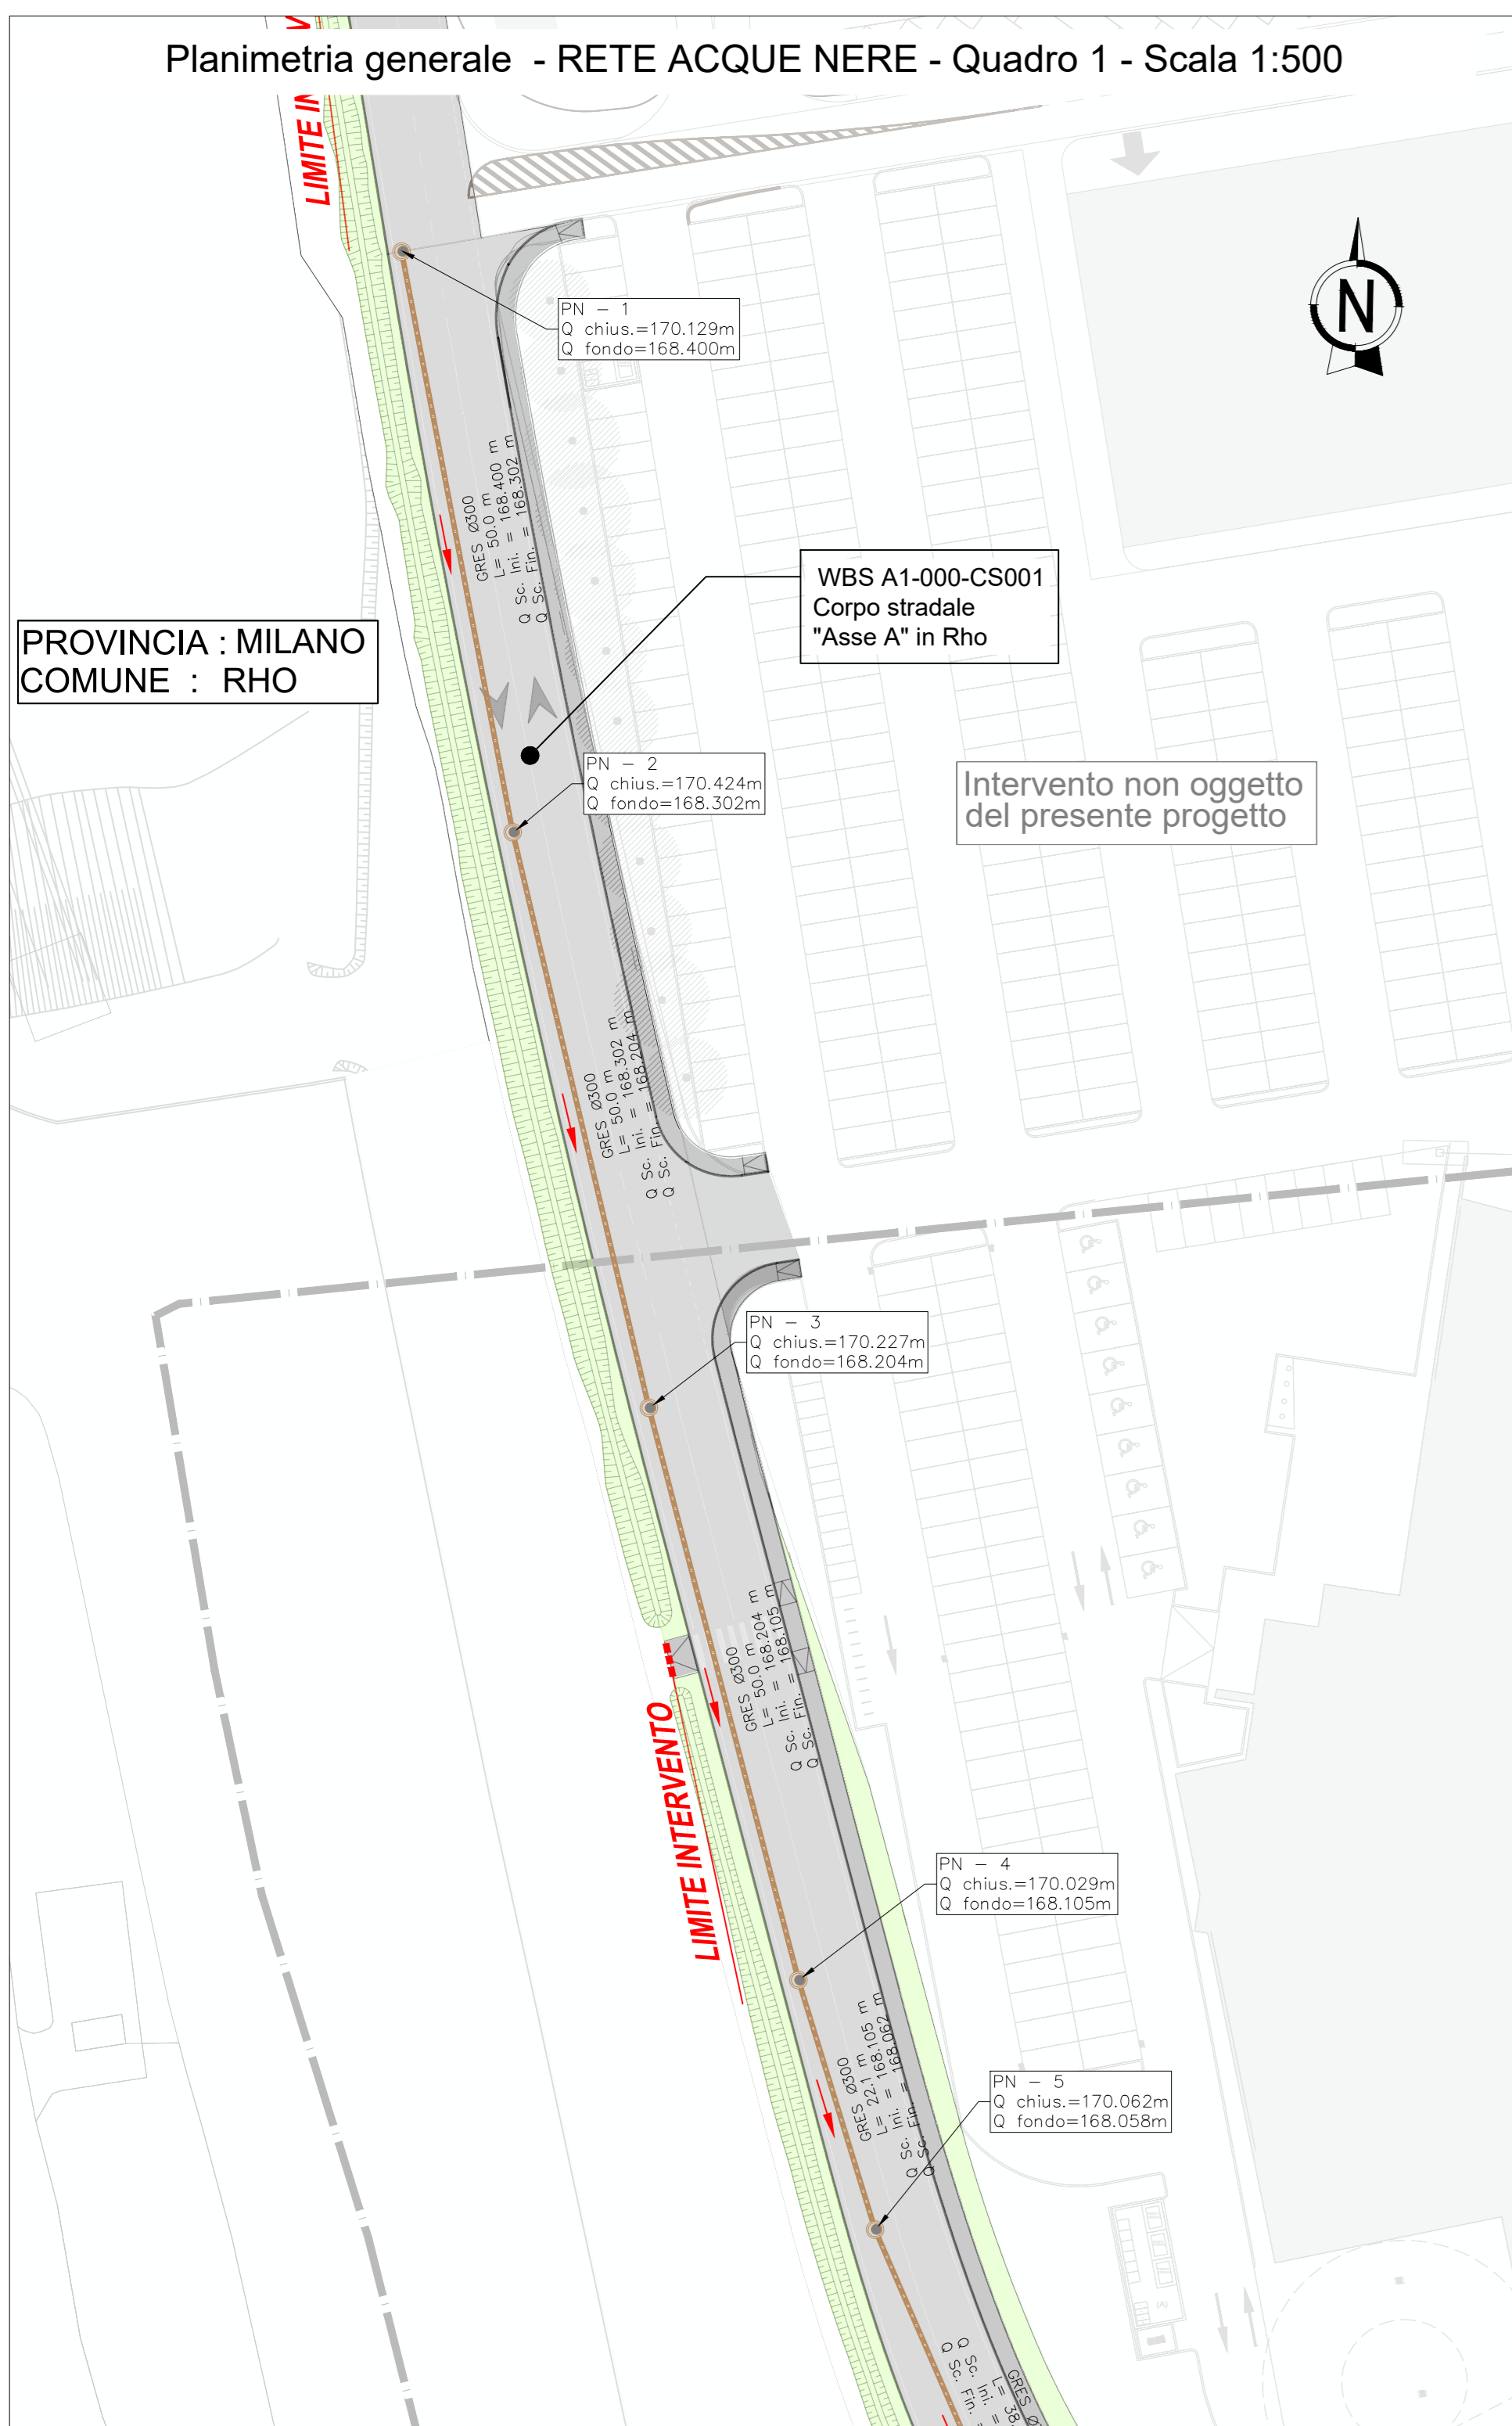 Planimetria generale - RETE ACQUE NERE - Quadro 1 - Scala 1:500
LIMITE
N
PN - 1
Q chius.=170.129m
Q fondo=168.400m
GRES Ø300
L= 50.0 m
Q Sc. Ini. = 168.400 m
Q Sc. Fin. = 168.302 m
WBS A1-000-CS001
Corpo stradale
"Asse A" in Rho
PROVINCIA : MILANO
COMUNE : RHO
PN - 2
Q chius.=170.424m
Q fondo=168.302m
Intervento non oggetto
del presente progetto
GRES Ø300
L= 50.0 m
Q Sc. Ini. = 168.302 m
Q Sc. Fin. = 168.204 m
PN - 3
Q chius.=170.227m
Q fondo=168.204m
GRES Ø300
L= 50.0 m
Q Sc. Ini. = 168.204 m
Q Sc. Fin. = 168.105 m
LIMITE INTERVENTO
PN - 4
Q chius.=170.029m
Q fondo=168.105m
GRES Ø300
L= 22.1 m
Q Sc. Ini. = 168.105 m
Q Sc. Fin. = 168.062 m
PN - 5
Q chius.=170.062m
Q fondo=168.058m
(A)
GRES
L= 38.
Q Sc. Ini. =
Q Sc. Fin. =